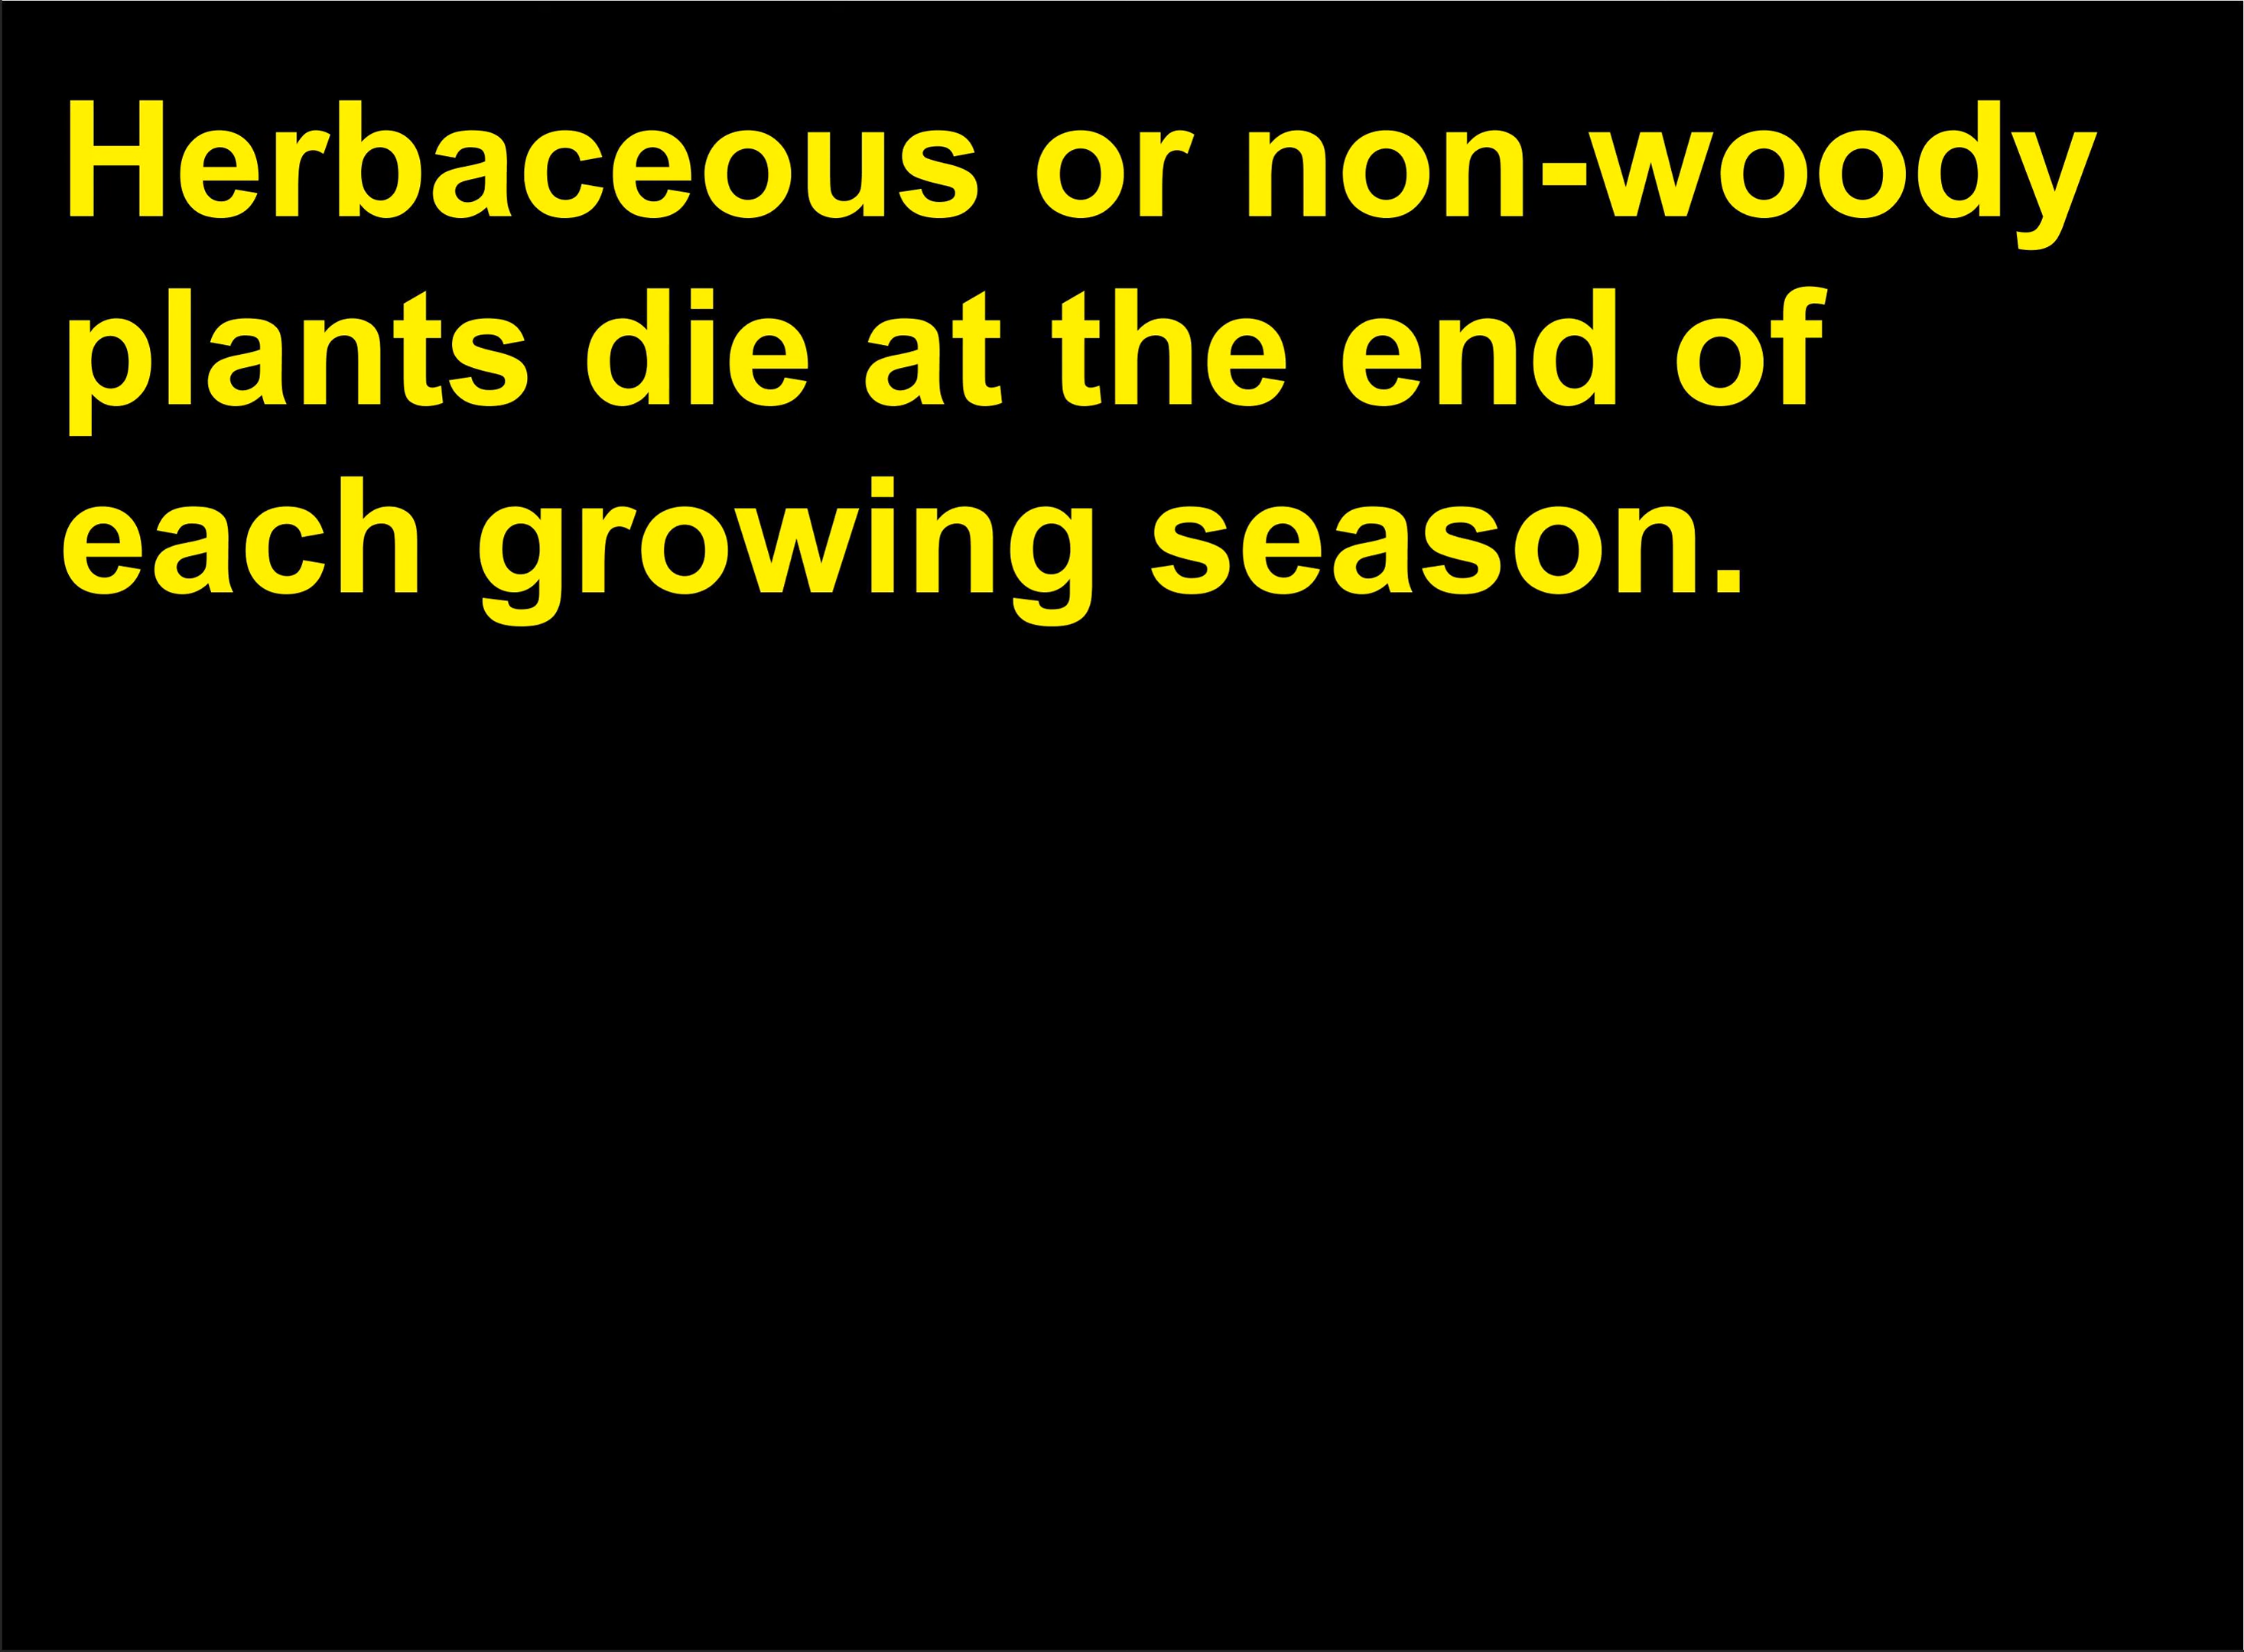 Herbaceous or non-woody
plants die at the end of
each growing season.